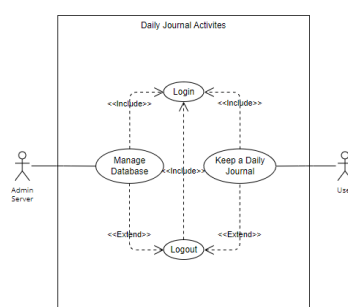 Daily Journal Activites
Login
<<Include>>
<<Include>>
Manage
Database
<<Include>>
Keep a Daily
Journal
Admin
Server
Use
<<Extend>>
<<Extend>>
Logout